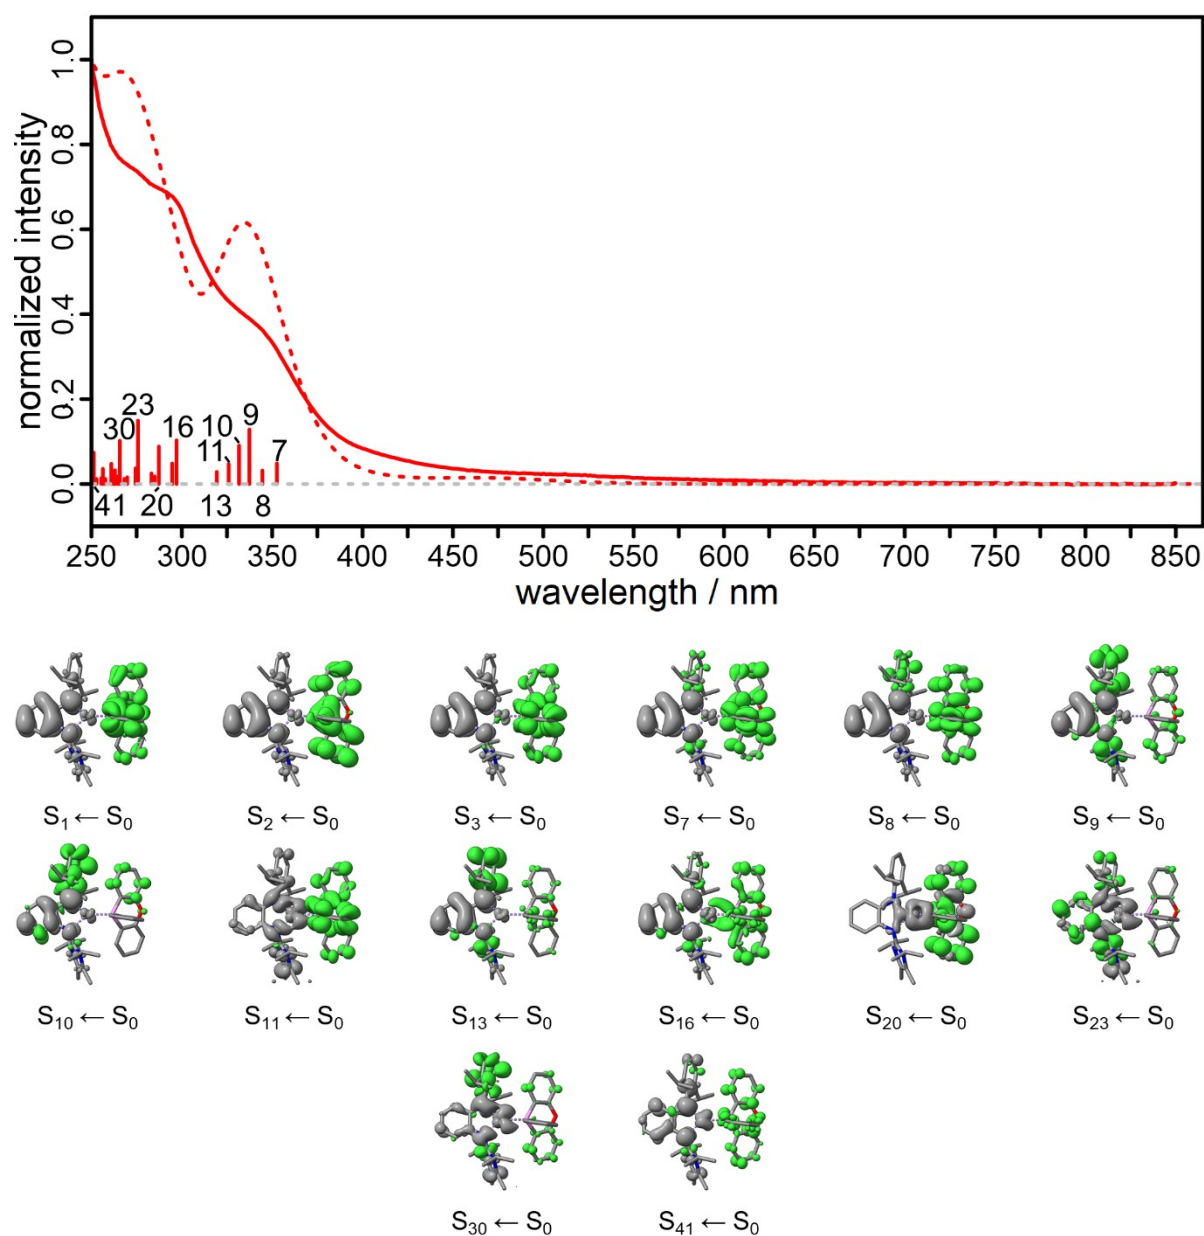 normalized intensity
1.0
0.8
0.6
0.4
0.2
0.0
23
30
16
10
9
11
7
41
20
13
8
250 300 350 400 450 500 550 600 650 700 750 800 850
wavelength / nm
S₁ ← S₀ S₂ ← S₀ S₃ ← S₀ S₇ ← S₀ S₈ ← S₀ S₉ ← S₀
S₁₀ ← S₀ S₁₁ ← S₀ S₁₃ ← S₀ S₁₆ ← S₀ S₂₀ ← S₀ S₂₃ ← S₀
S₃₀ ← S₀ S₄₁ ← S₀